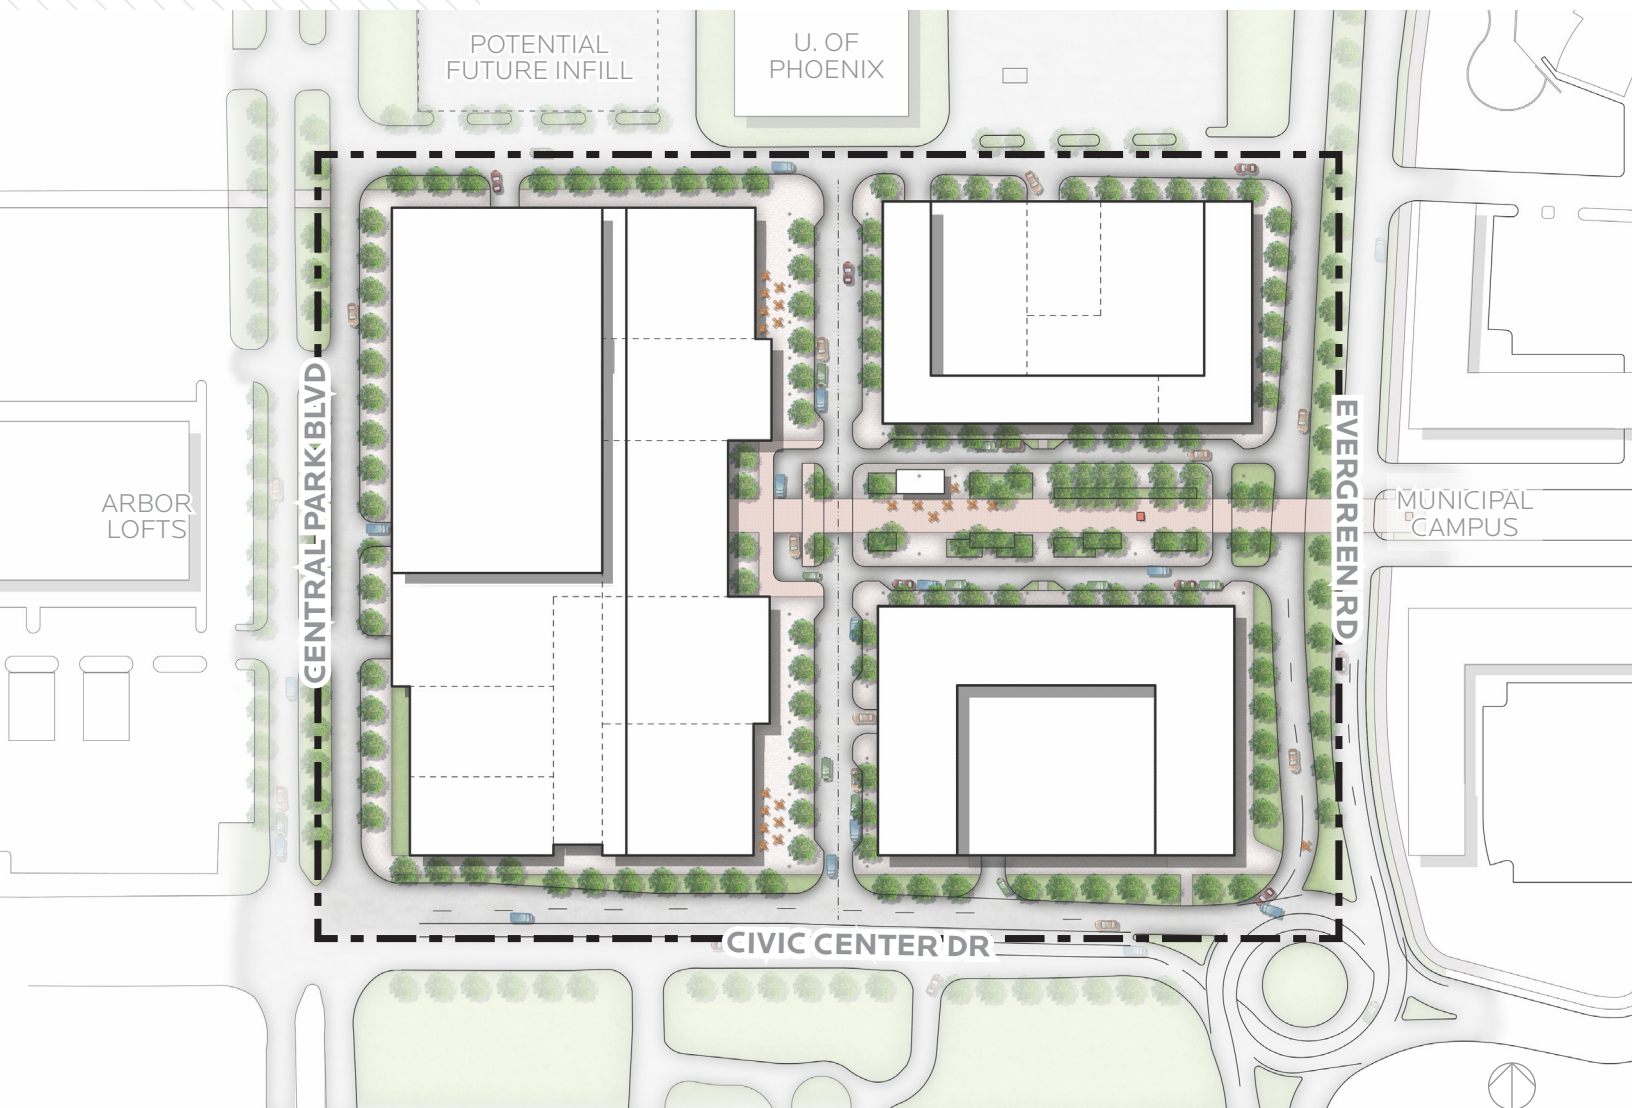 POTENTIAL
FUTURE INFILL
U. OF
PHOENIX
ARBOR
LOFTS
CENTRAL PARK BLVD
EVERGREEN RD
MUNICIPAL
CAMPUS
CIVIC CENTER DR